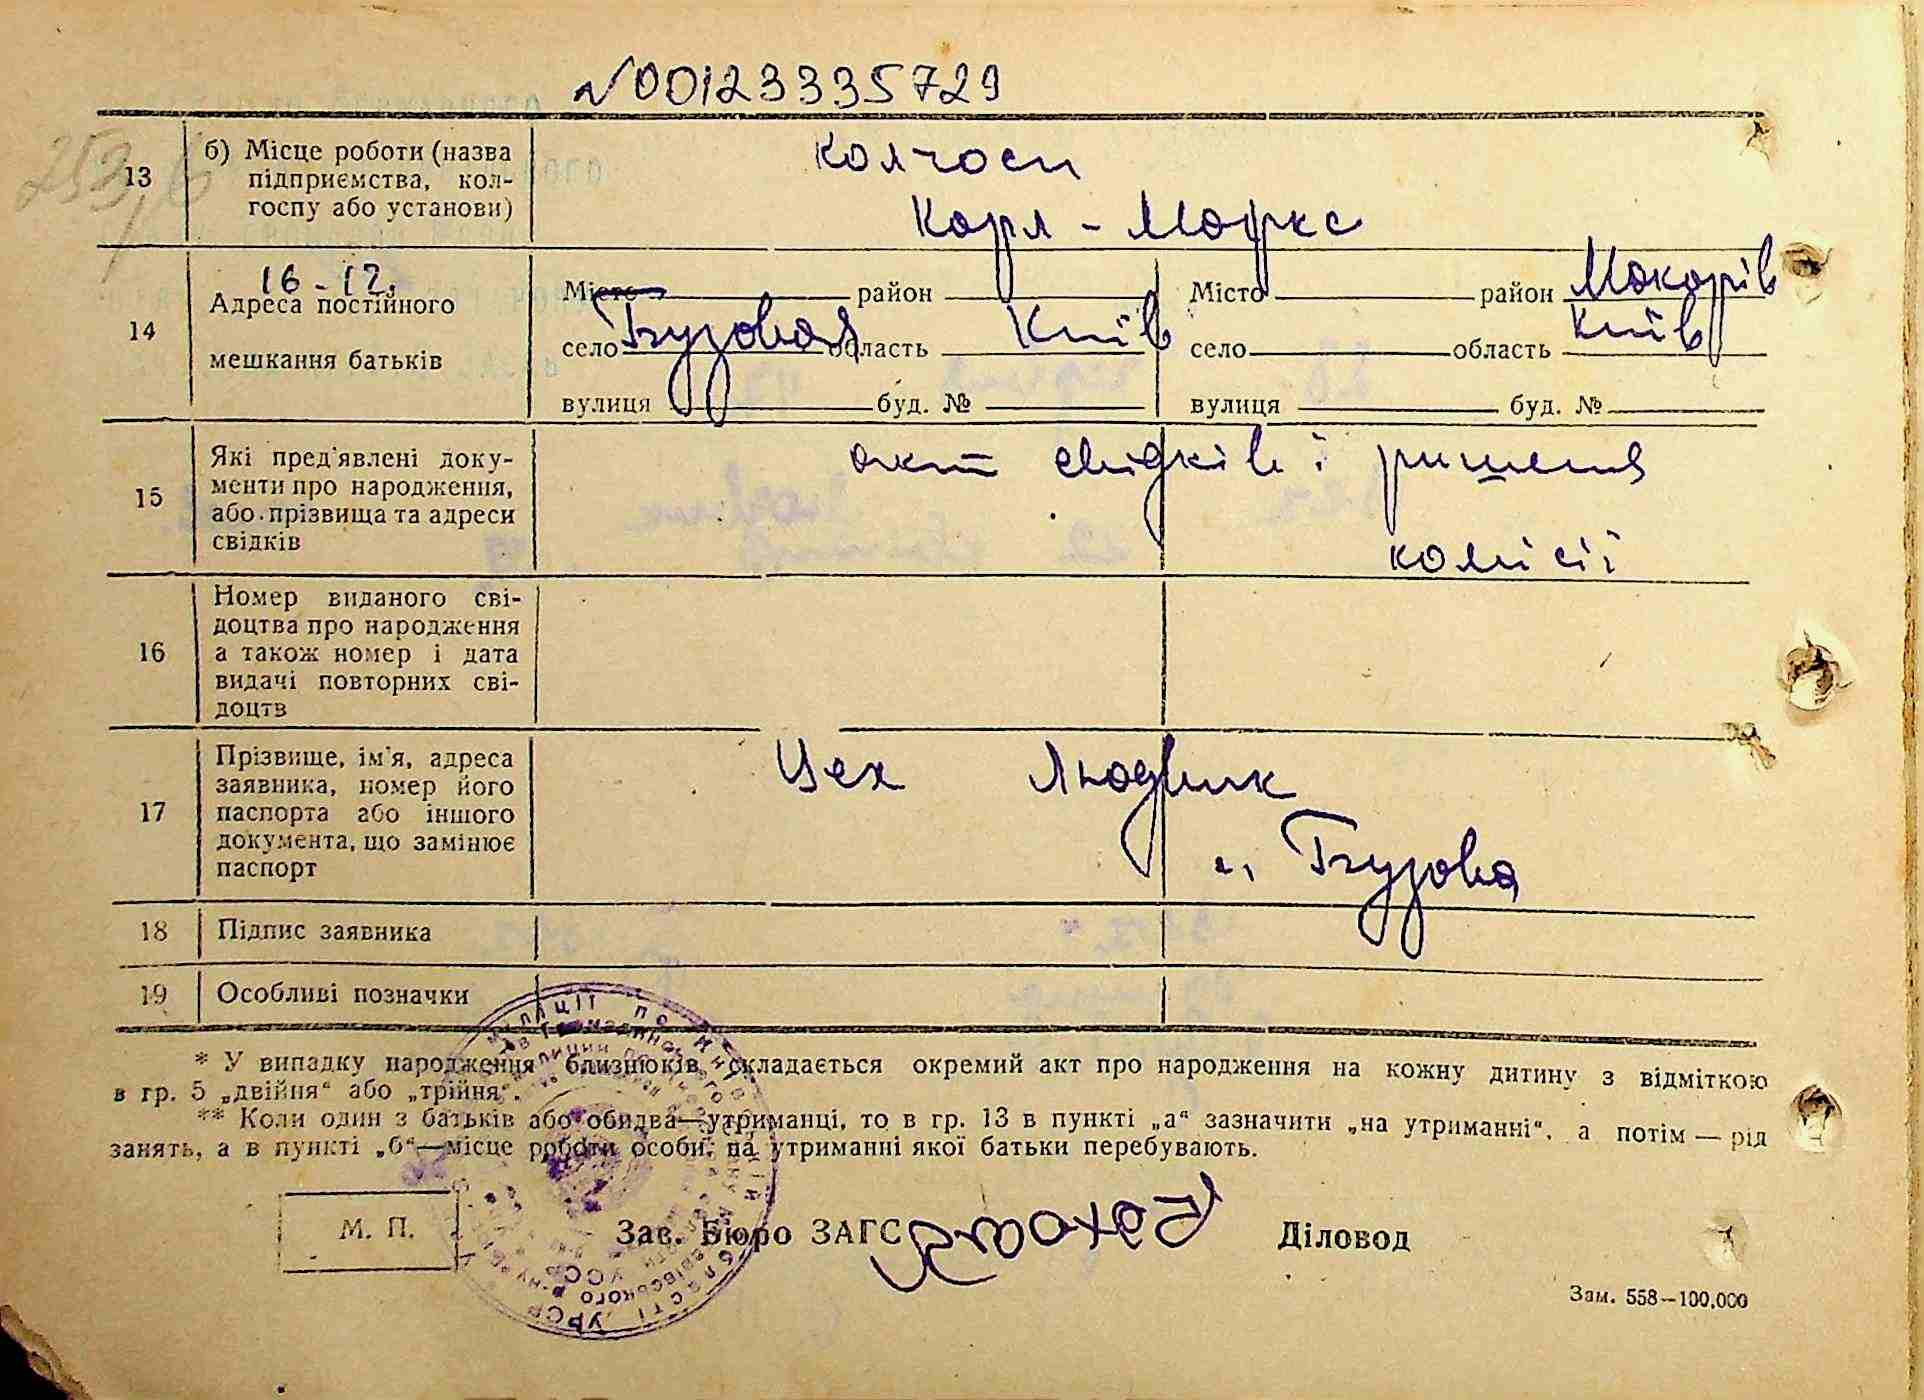 №00123335729
253/6
13
б) Місце роботи (назва
підприємства, кол-
госпу або установи)
колгосп
Карл - Маркс
14
16-12.
Адреса постійного
мешкання батьків
Місто район
село Бузовая область Київ
вулиця буд. №
Місто район Макарів
село область Київ
вулиця буд. №
15
Які пред'явлені доку-
менти про народження,
або прізвища та адреси
свідків
акт свідків і ришення
комісії
16
Номер виданого сві-
доцтва про народження
а також номер і дата
видачі повторних сві-
доцтв
17
Прізвище, ім'я, адреса
заявника, номер його
паспорта або іншого
документа, що замінює
паспорт
Цех Людвик
с. Бузова
18
Підпис заявника
19
Особливі позначки
* У випадку народження близнюків складається окремий акт про народження на кожну дитину з відміткою
в гр. 5 „двійня“ або „трійня“.
** Коли один з батьків або обидва—утриманці, то в гр. 13 в пункті „а“ зазначити „на утриманні“, а потім — рід
занять, а в пункті „б“—місце роботи особи, на утриманні якої батьки перебувають.
М. П.
Зав. Бюро ЗАГС
Діловод
Зам. 558—100.000